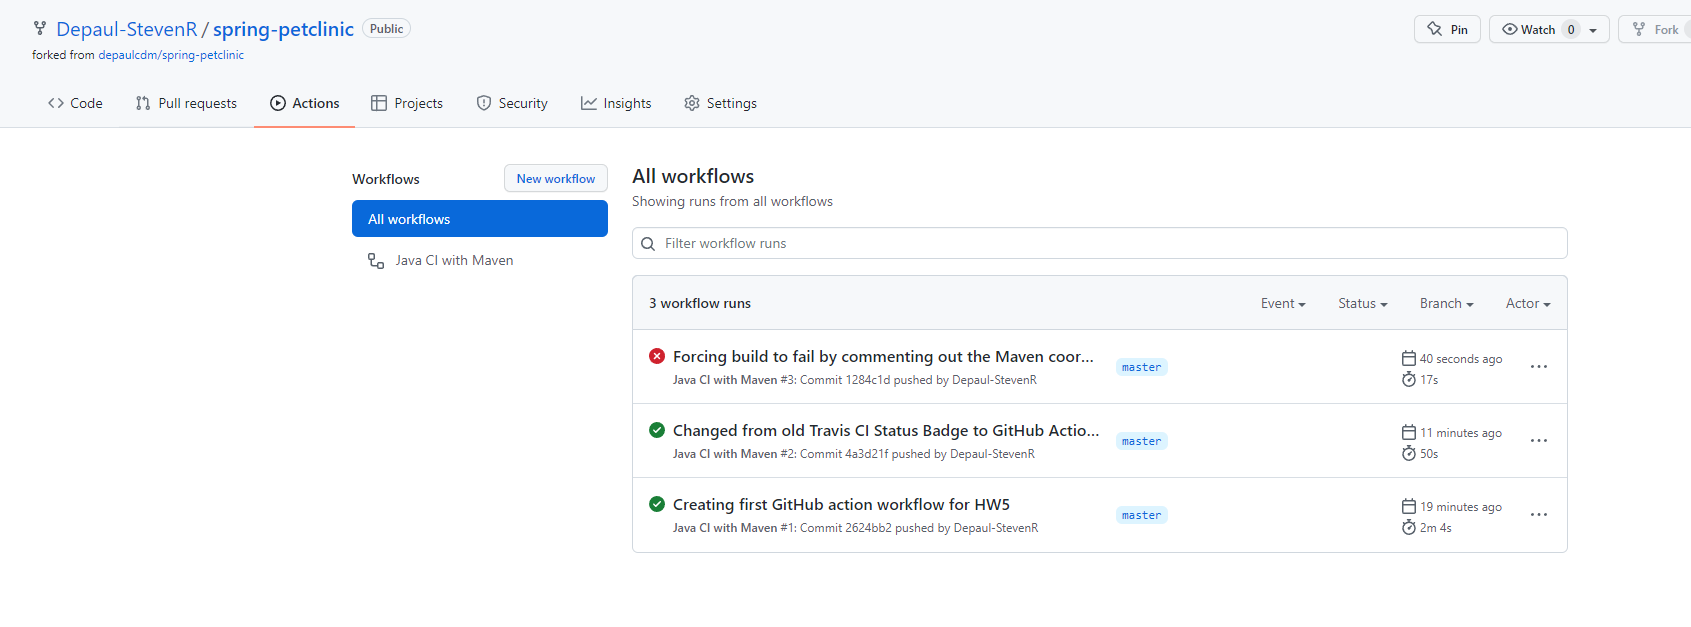 Depaul-StevenR / spring-petclinic Public
Pin
Watch 0
Fork
forked from depaulcdm/spring-petclinic
Code
Pull requests
Actions
Projects
Security
Insights
Settings
Workflows
New workflow
All workflows
Java CI with Maven
All workflows
Showing runs from all workflows
Filter workflow runs
3 workflow runs
Event
Status
Branch
Actor
Forcing build to fail by commenting out the Maven coor...
Java CI with Maven #3: Commit 1284c1d pushed by Depaul-StevenR
master
40 seconds ago
17s
Changed from old Travis CI Status Badge to GitHub Actio...
Java CI with Maven #2: Commit 4a3d21f pushed by Depaul-StevenR
master
11 minutes ago
50s
Creating first GitHub action workflow for HW5
Java CI with Maven #1: Commit 2624bb2 pushed by Depaul-StevenR
master
19 minutes ago
2m 4s